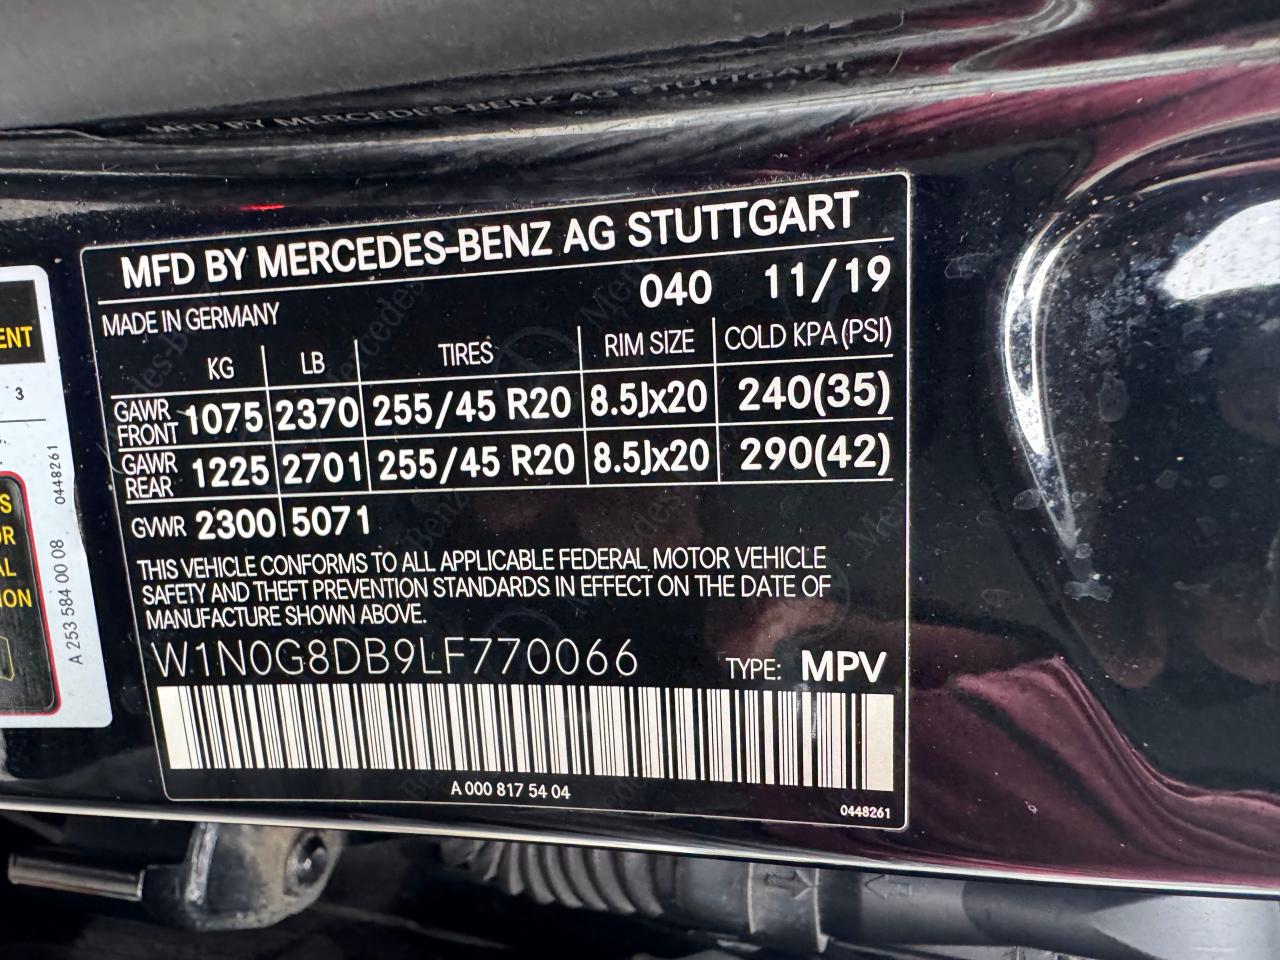 MFD BY MERCEDES-BENZ AG STUTTGART
040 11/19
MADE IN GERMANY
KG LB TIRES RIM SIZE COLD KPA (PSI)
GAWR FRONT 1075 2370 255/45 R20 8.5Jx20 240(35)
GAWR REAR 1225 2701 255/45 R20 8.5Jx20 290(42)
GVWR 2300 5071
THIS VEHICLE CONFORMS TO ALL APPLICABLE FEDERAL MOTOR VEHICLE
SAFETY AND THEFT PREVENTION STANDARDS IN EFFECT ON THE DATE OF
MANUFACTURE SHOWN ABOVE.
W1N0G8DB9LF770066 TYPE: MPV
A 000 817 54 04
0448261
3
A 253 584 00 08 0448261